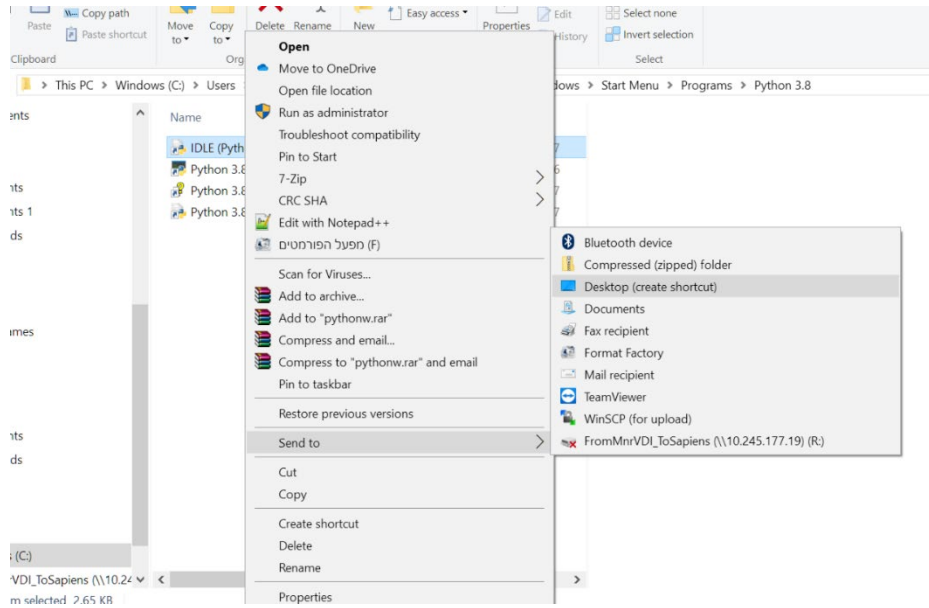 Copy path
Paste
Paste shortcut
Clipboard
Move to
Copy to
Delete
Rename
New
Easy access
Properties
Edit
History
Select none
Invert selection
Select
This PC > Windows (C:) > Users
Start Menu > Programs > Python 3.8
Name
IDLE (Pyth
Python 3.8
Python 3.8
Python 3.8
Open
Move to OneDrive
Open file location
Run as administrator
Troubleshoot compatibility
Pin to Start
7-Zip
CRC SHA
Edit with Notepad++
מפעל הפורמטים (F)
Scan for Viruses...
Add to archive...
Add to "pythonw.rar"
Compress and email...
Compress to "pythonw.rar" and email
Pin to taskbar
Restore previous versions
Send to
Cut
Copy
Create shortcut
Delete
Rename
Properties
Bluetooth device
Compressed (zipped) folder
Desktop (create shortcut)
Documents
Fax recipient
Format Factory
Mail recipient
TeamViewer
WinSCP (for upload)
FromMnrVDI_ToSapiens (\\10.245.177.19) (R:)
(C:)
VDI_ToSapiens (\\10.24
m selected 2.65 KB